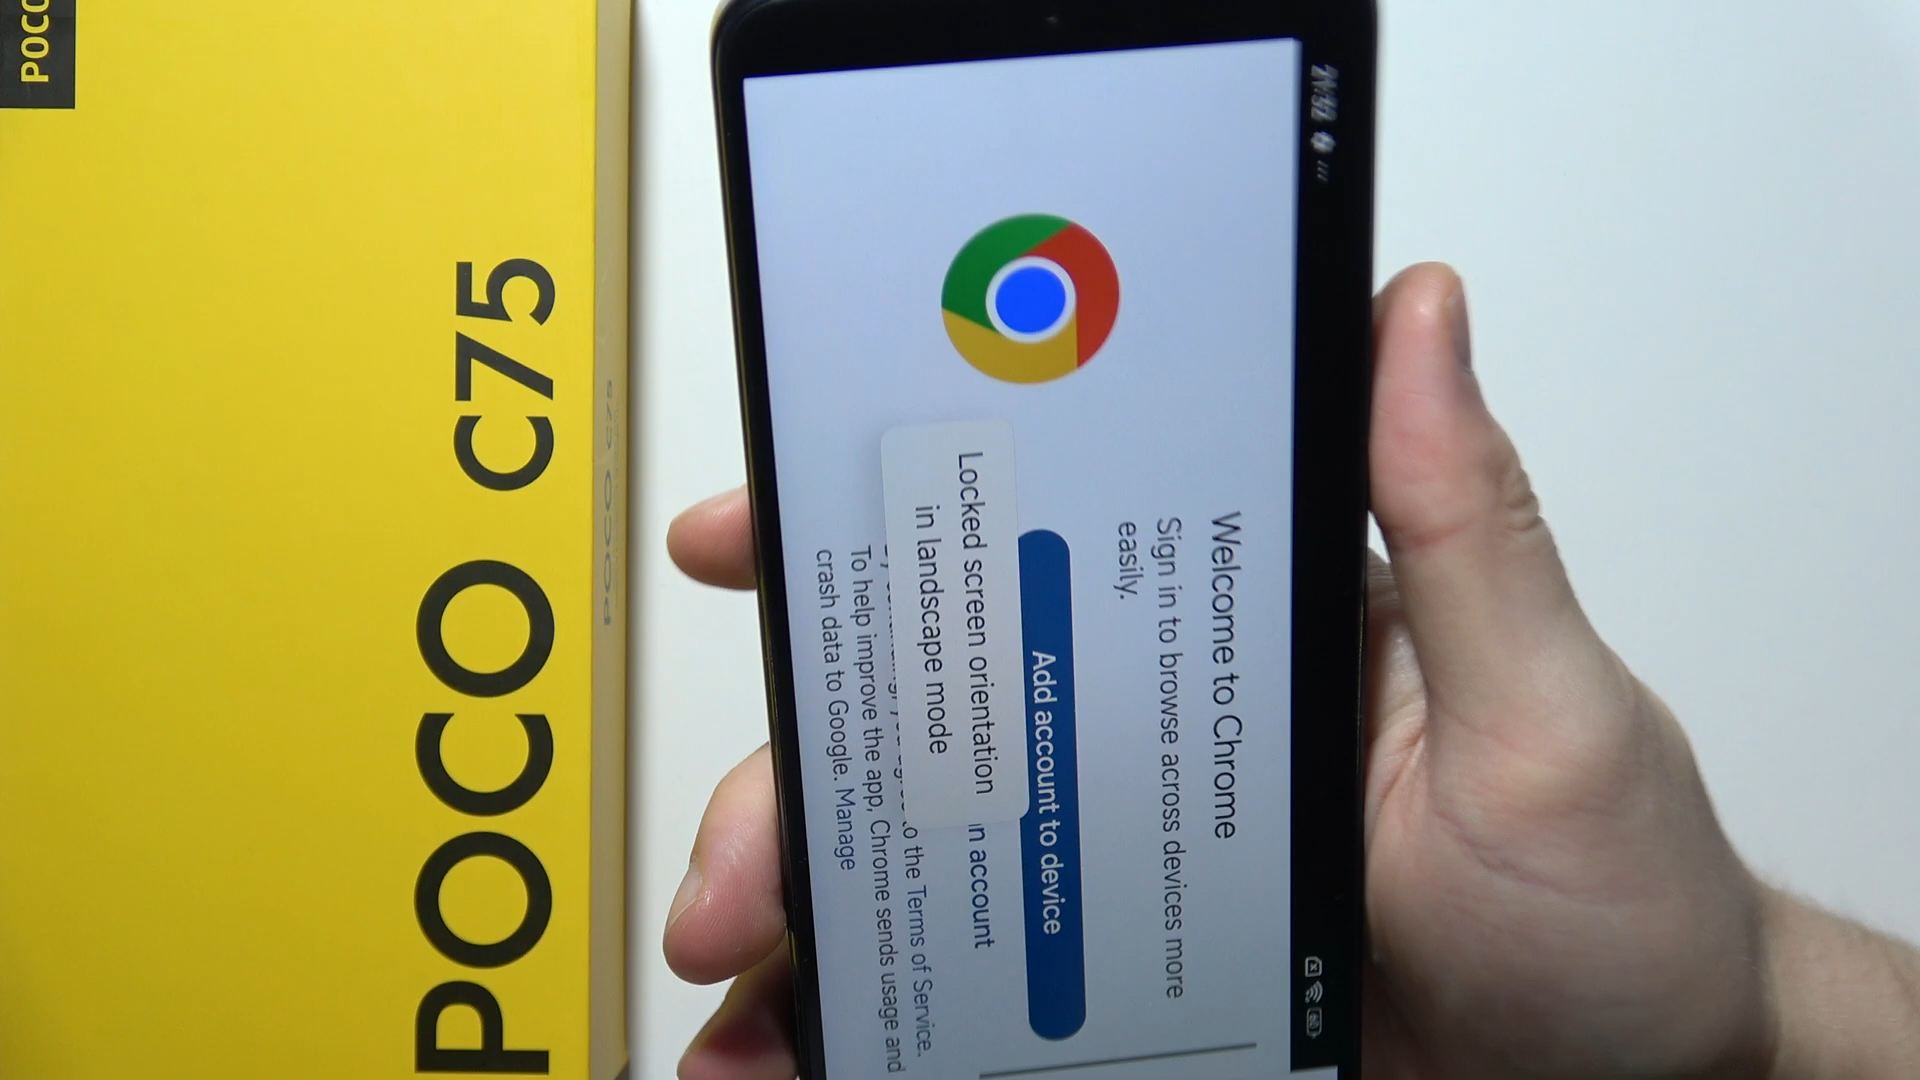 POCO
POCO C75
POCO C75
Welcome to Chrome
Sign in to browse across devices more
easily.
Add account to device
in account
Locked screen orientation
in landscape mode
to the Terms of Service.
To help improve the app, Chrome sends usage and
crash data to Google. Manage